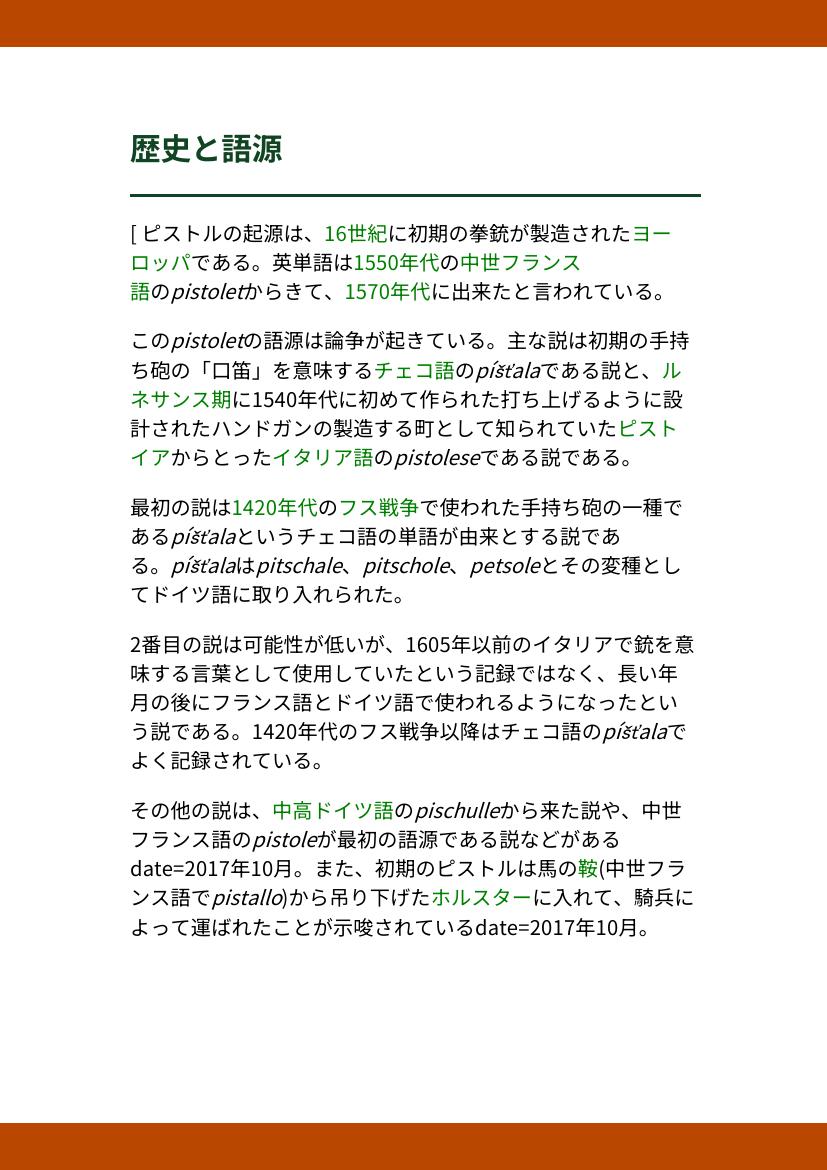 歴史と語源
[ ピストルの起源は、16世紀に初期の拳銃が製造されたヨー
ロッパである。英単語は1550年代の中世フランス
語のpistoletからきて、1570年代に出来たと言われている。
このpistoletの語源は論争が起きている。主な説は初期の手持
ち砲の「口笛」を意味するチェコ語のpíšťalaである説と、ル
ネサンス期に1540年代に初めて作られた打ち上げるように設
計されたハンドガンの製造する町として知られていたピスト
イアからとったイタリア語のpistoleseである説である。
最初の説は1420年代のフス戦争で使われた手持ち砲の一種で
あるpíšťalaというチェコ語の単語が由来とする説であ
る。píšťalaはpitschale、pitschole、petsoleとその変種とし
てドイツ語に取り入れられた。
2番目の説は可能性が低いが、1605年以前のイタリアで銃を意
味する言葉として使用していたという記録ではなく、長い年
月の後にフランス語とドイツ語で使われるようになったとい
う説である。1420年代のフス戦争以降はチェコ語のpíšťalaで
よく記録されている。
その他の説は、中高ドイツ語のpischulleから来た説や、中世
フランス語のpistoleが最初の語源である説などがある
date=2017年10月。また、初期のピストルは馬の鞍(中世フラ
ンス語でpistallo)から吊り下げたホルスターに入れて、騎兵に
よって運ばれたことが示唆されているdate=2017年10月。